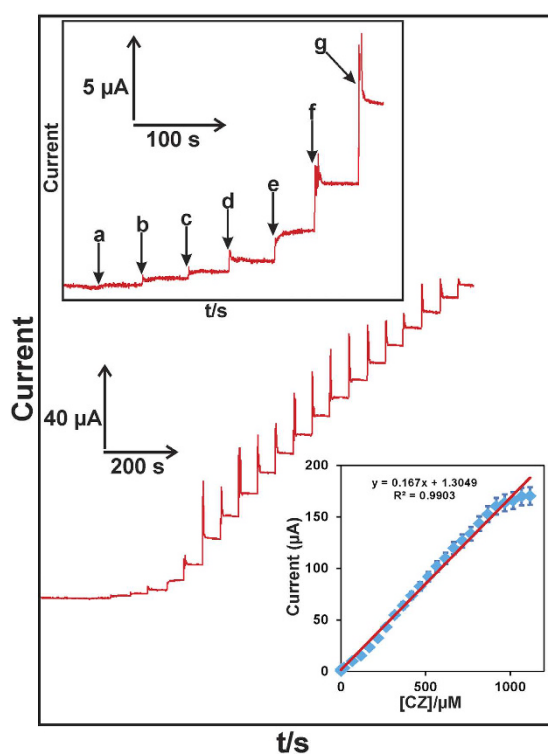 5 µA
100 s
a
b
c
d
e
f
g
Current
t/s
Current
40 µA
200 s
y = 0.167x + 1.3049
R² = 0.9903
Current (µA)
200
150
100
50
0
0
500
1000
[CZ]/µM
t/s